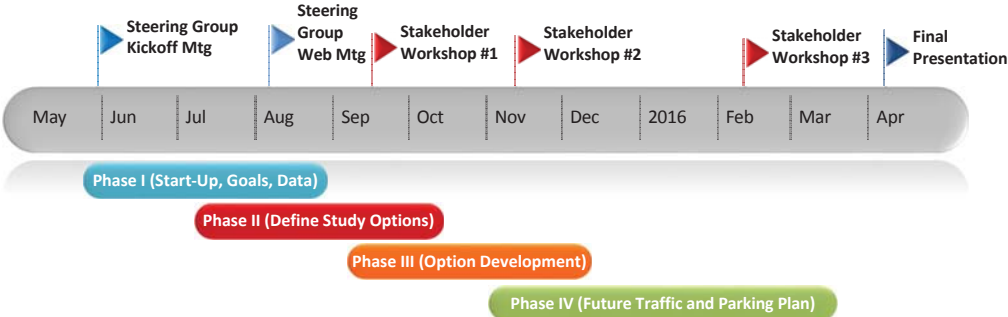 Steering Group
Kickoff Mtg
Steering
Group
Web Mtg
Stakeholder
Workshop #1
Stakeholder
Workshop #2
Stakeholder
Workshop #3
Final
Presentation
May Jun Jul Aug Sep Oct Nov Dec 2016 Feb Mar Apr
Phase I (Start-Up, Goals, Data)
Phase II (Define Study Options)
Phase III (Option Development)
Phase IV (Future Traffic and Parking Plan)